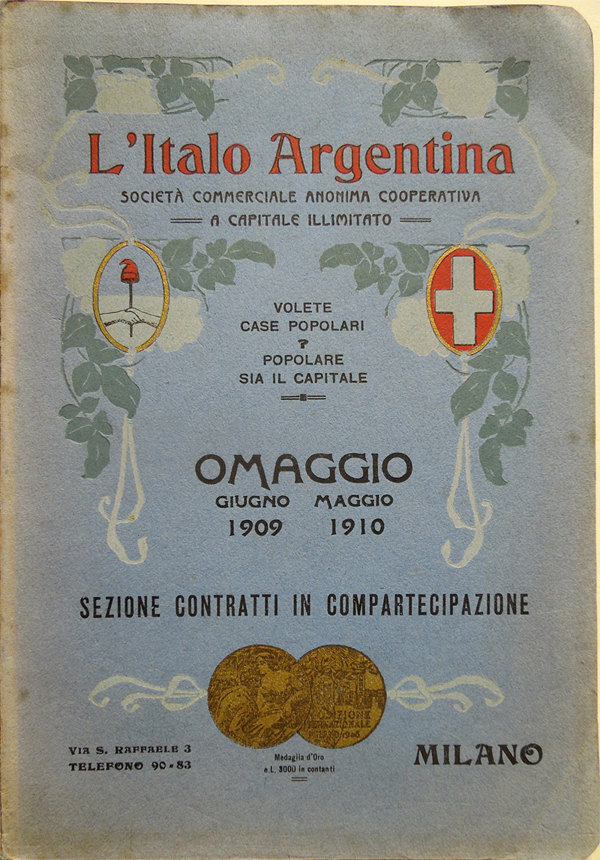 L'Italo Argentina
SOCIETÀ COMMERCIALE ANONIMA COOPERATIVA
A CAPITALE ILLIMITATO
VOLETE
CASE POPOLARI
?
POPOLARE
SIA IL CAPITALE
OMAGGIO
GIUGNO MAGGIO
1909 1910
SEZIONE CONTRATTI IN COMPARTECIPAZIONE
VIA S. RAFFAELE 3
TELEFONO 90-83
Medaglia d'Oro
e L. 3000 in contanti
MILANO